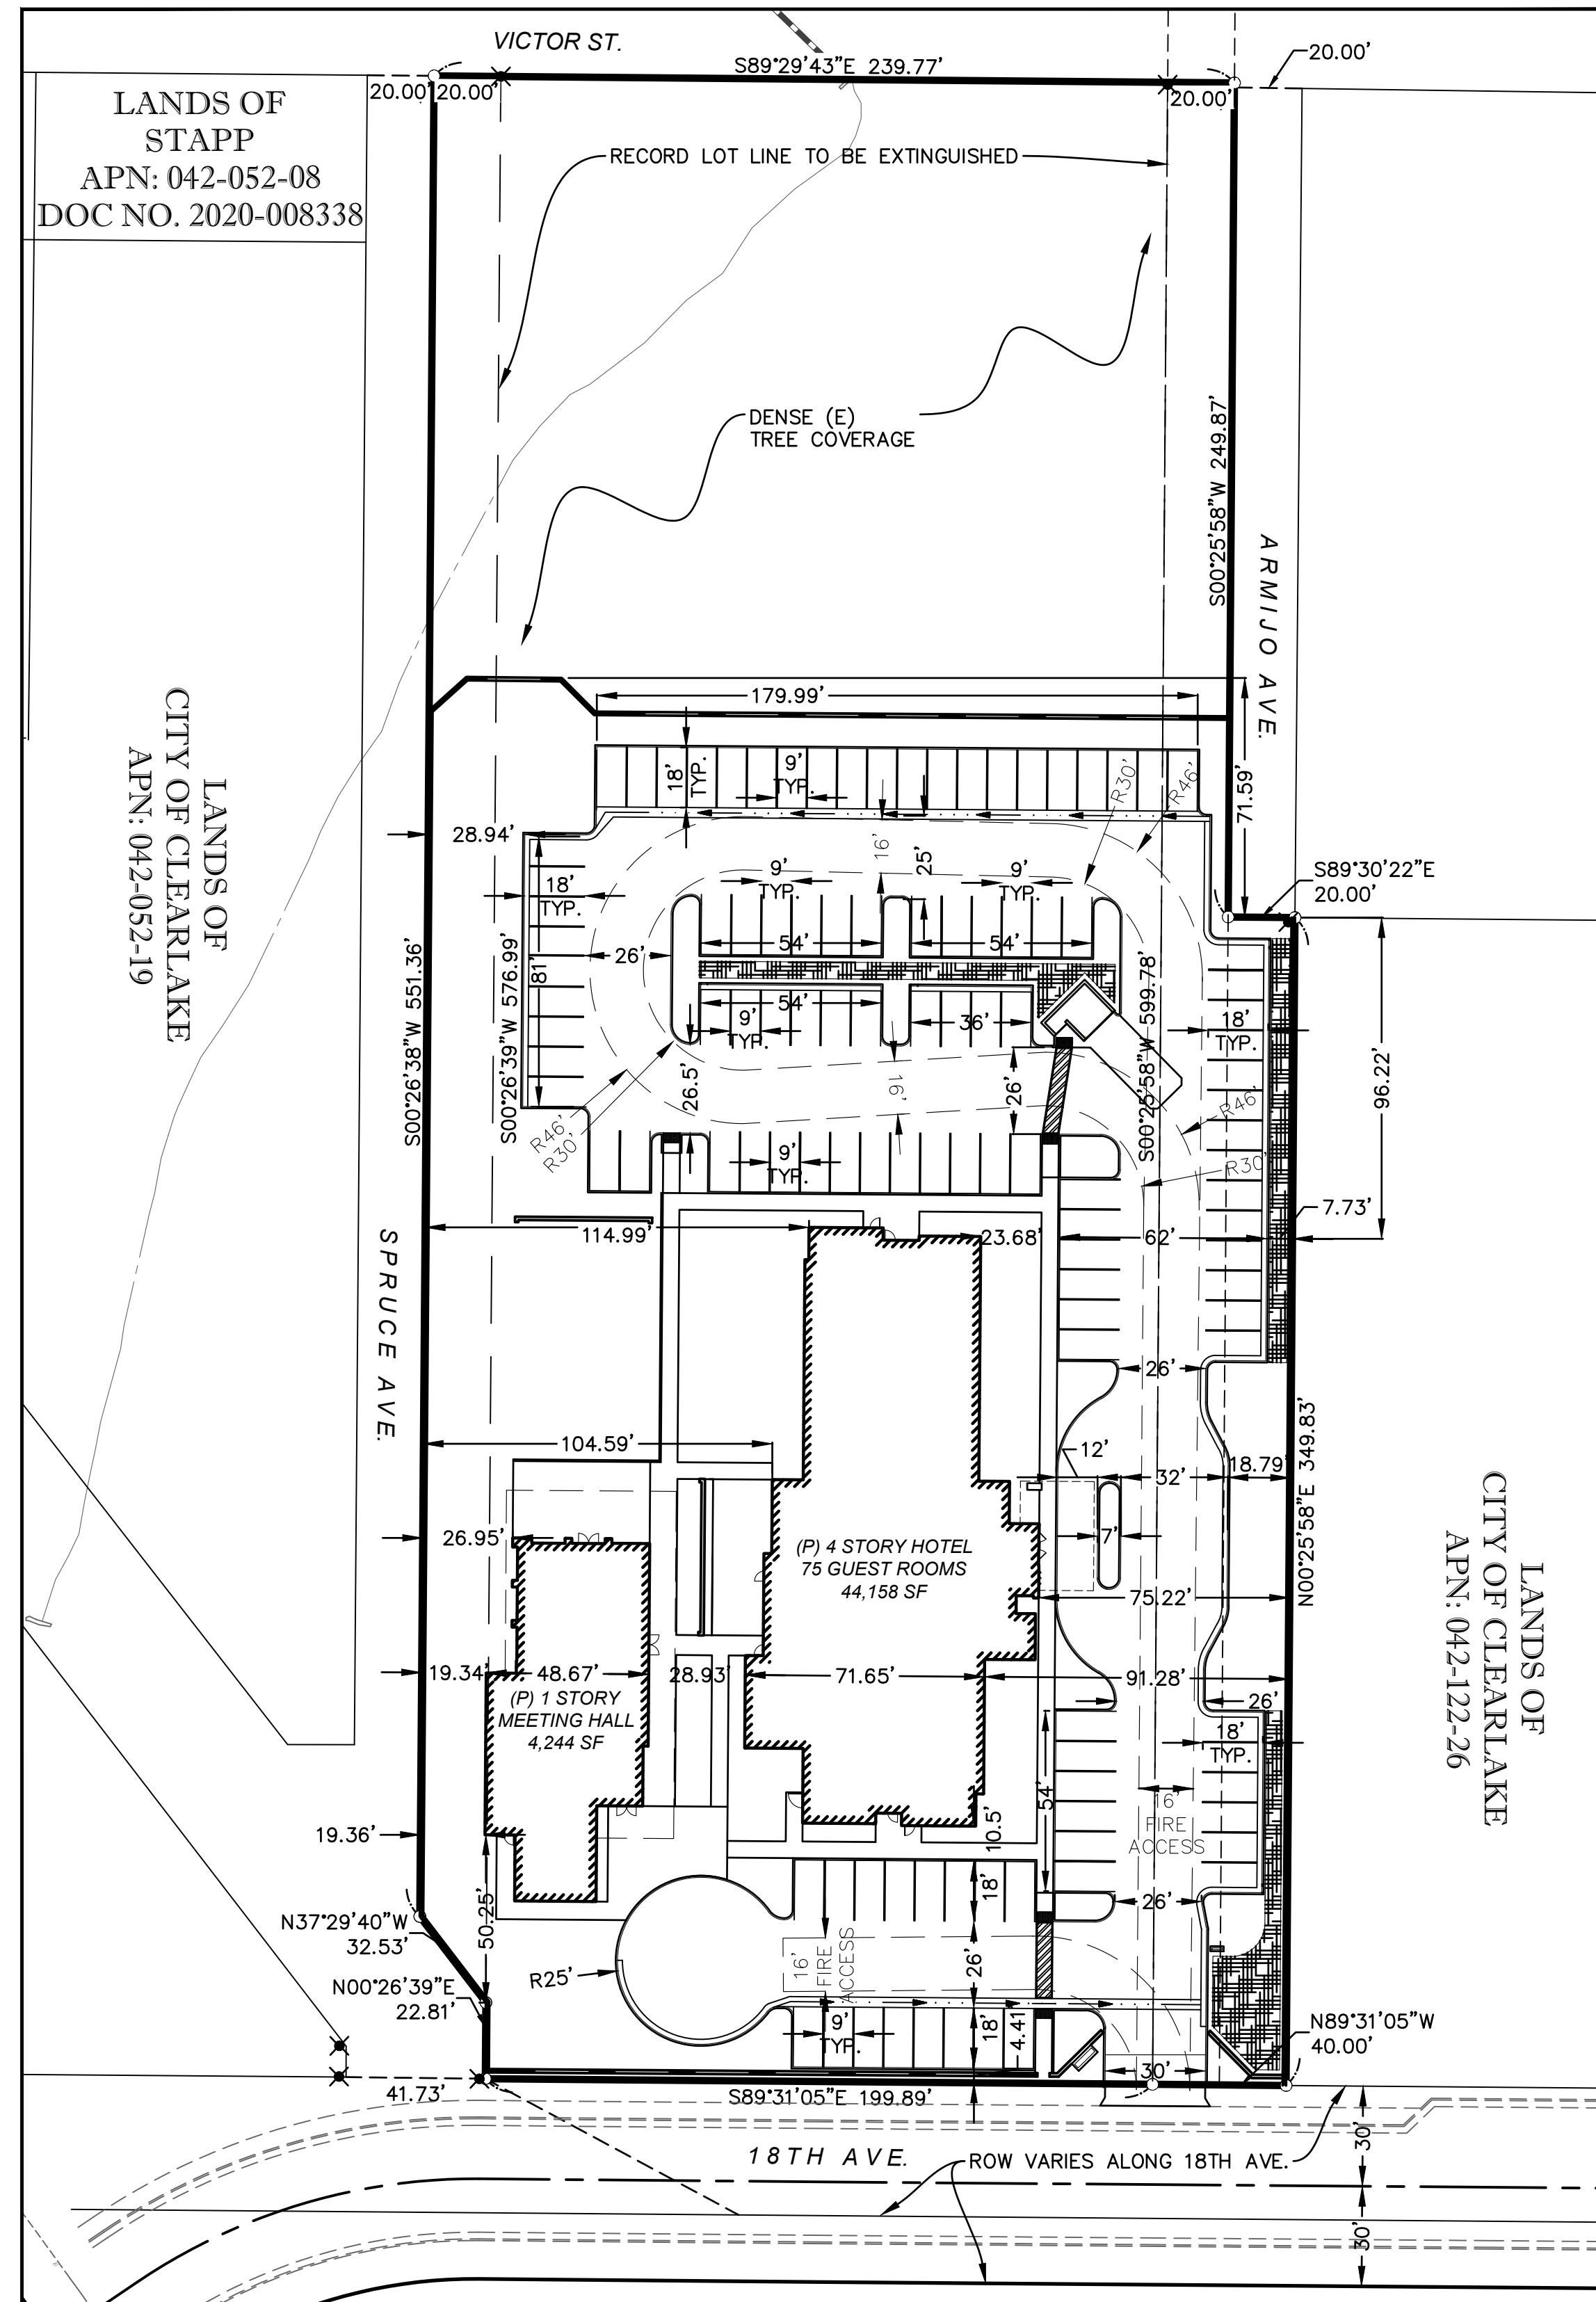 VICTOR ST.
S89°29'43"E 239.77'
20.00'
20.00'
20.00'
20.00'
LANDS OF
STAPP
APN: 042-052-08
DOC NO. 2020-008338
RECORD LOT LINE TO BE EXTINGUISHED
DENSE (E)
TREE COVERAGE
S00°25'58"W 249.87'
ARMIJO AVE.
179.99'
71.59'
18'
TYP.
9'
TYP.
R30'
R46'
28.94'
16'
25'
S89°30'22"E
20.00'
18'
TYP.
9'
TYP.
9'
TYP.
LANDS OF
CITY OF CLEARLAKE
APN: 042-052-19
S00°26'38"W 551.36'
S00°26'39"W 576.99'
81'
26'
54'
54'
54'
36'
9'
TYP.
S00°25'58"W 599.78'
18'
TYP.
96.22'
26.5'
16'
26'
R46'
R30'
R46'
R30'
9'
TYP.
7.73'
114.99'
23.68'
62'
SPRUCE AVE.
26'
104.59'
12'
32'
18.79'
N00°25'58"E 349.83'
26.95'
7'
(P) 4 STORY HOTEL
75 GUEST ROOMS
44,158 SF
75.22'
LANDS OF
CITY OF CLEARLAKE
APN: 042-122-26
19.34'
48.67'
28.93'
71.65'
91.28'
(P) 1 STORY
MEETING HALL
4,244 SF
26'
18'
TYP.
54'
16'
FIRE
ACCESS
19.36'
10.5'
18'
26'
50.25'
N37°29'40"W
32.53'
16'
FIRE
ACCESS
26'
R25'
N00°26'39"E
22.81'
9'
TYP.
18'
4.41
N89°31'05"W
40.00'
30'
41.73'
S89°31'05"E 199.89'
18TH AVE.
ROW VARIES ALONG 18TH AVE.
30'
30'